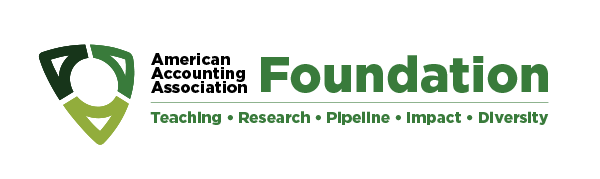 American
Accounting
Association
Foundation
Teaching • Research • Pipeline • Impact • Diversity